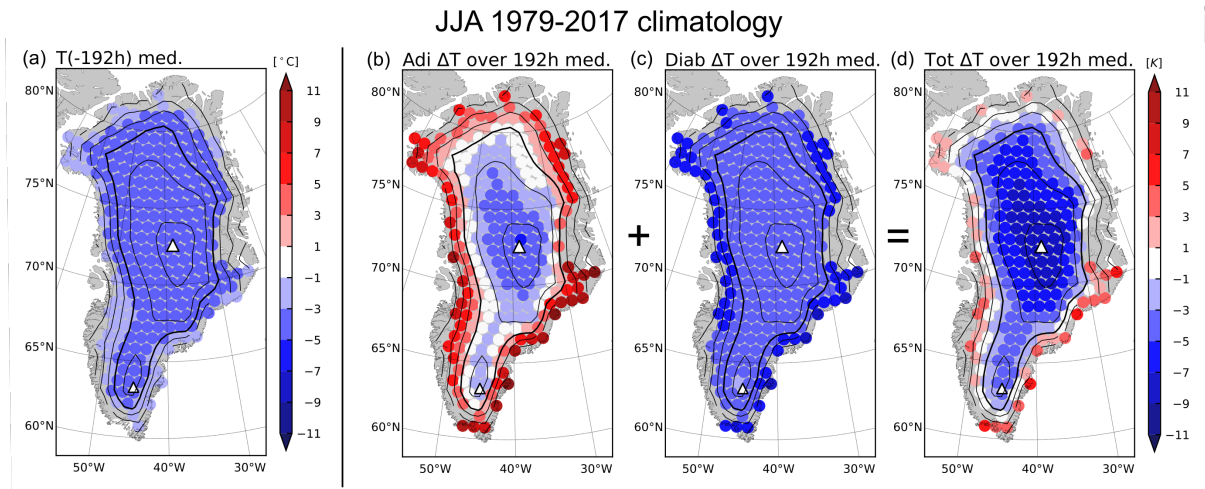 JJA 1979-2017 climatology
(a) T(-192h) med.
[°C]
(b) Adi ΔT over 192h med.
(c) Diab ΔT over 192h med.
(d) Tot ΔT over 192h med.
[K]
80°N
75°N
70°N
65°N
60°N
50°W
40°W
30°W
11
9
7
5
3
1
−1
−3
−5
−7
−9
−11
80°N
75°N
70°N
65°N
60°N
50°W
40°W
30°W
+
80°N
75°N
70°N
65°N
60°N
50°W
40°W
30°W
=
80°N
75°N
70°N
65°N
60°N
50°W
40°W
30°W
11
9
7
5
3
1
−1
−3
−5
−7
−9
−11